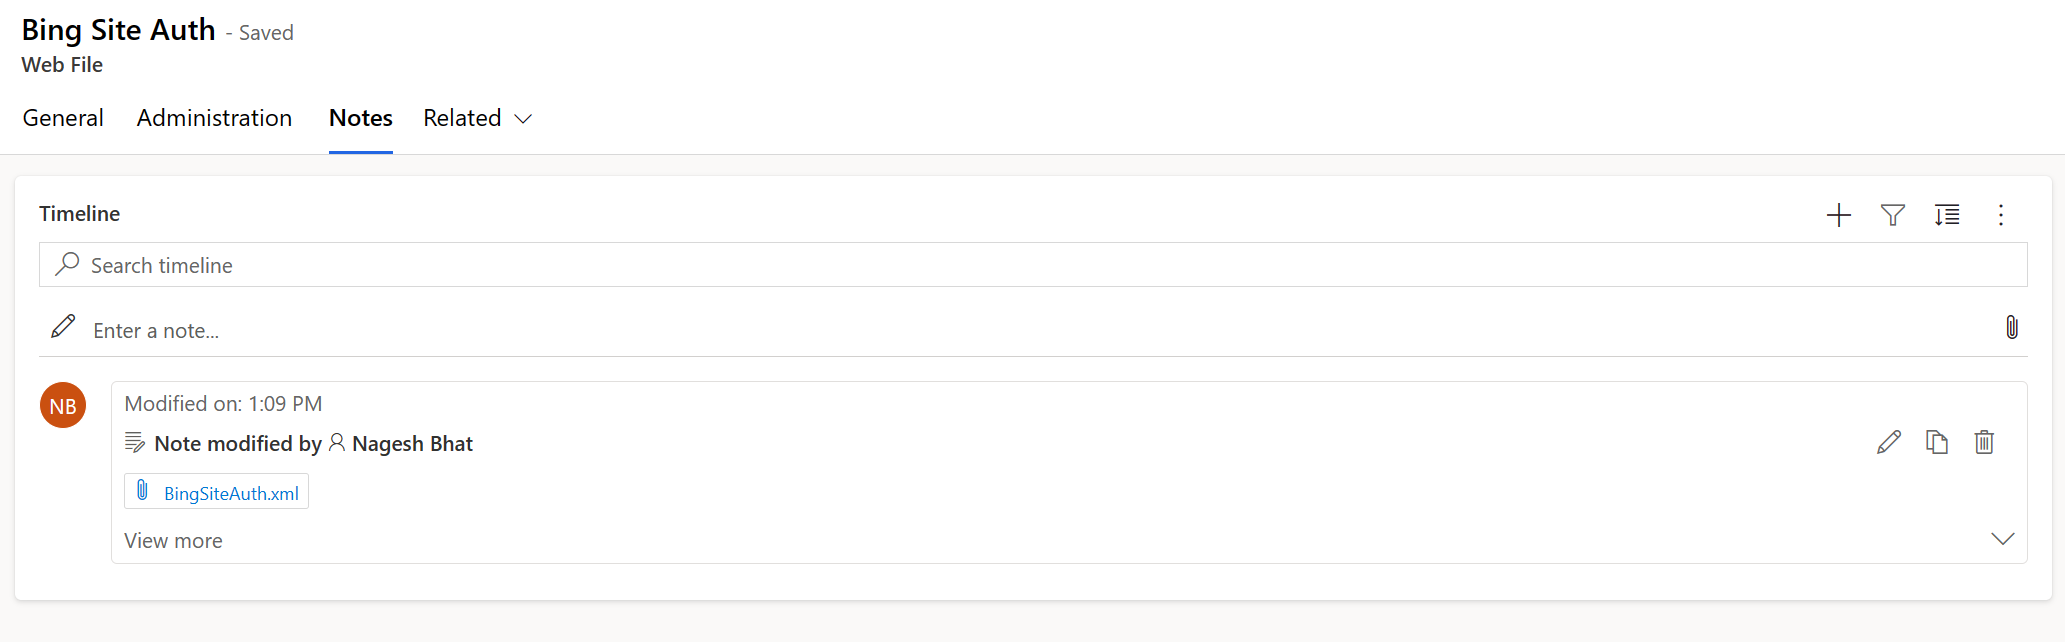 Bing Site Auth - Saved
Web File
General Administration Notes Related
Timeline
Search timeline
Enter a note...
NB
Modified on: 1:09 PM
Note modified by Nagesh Bhat
BingSiteAuth.xml
View more